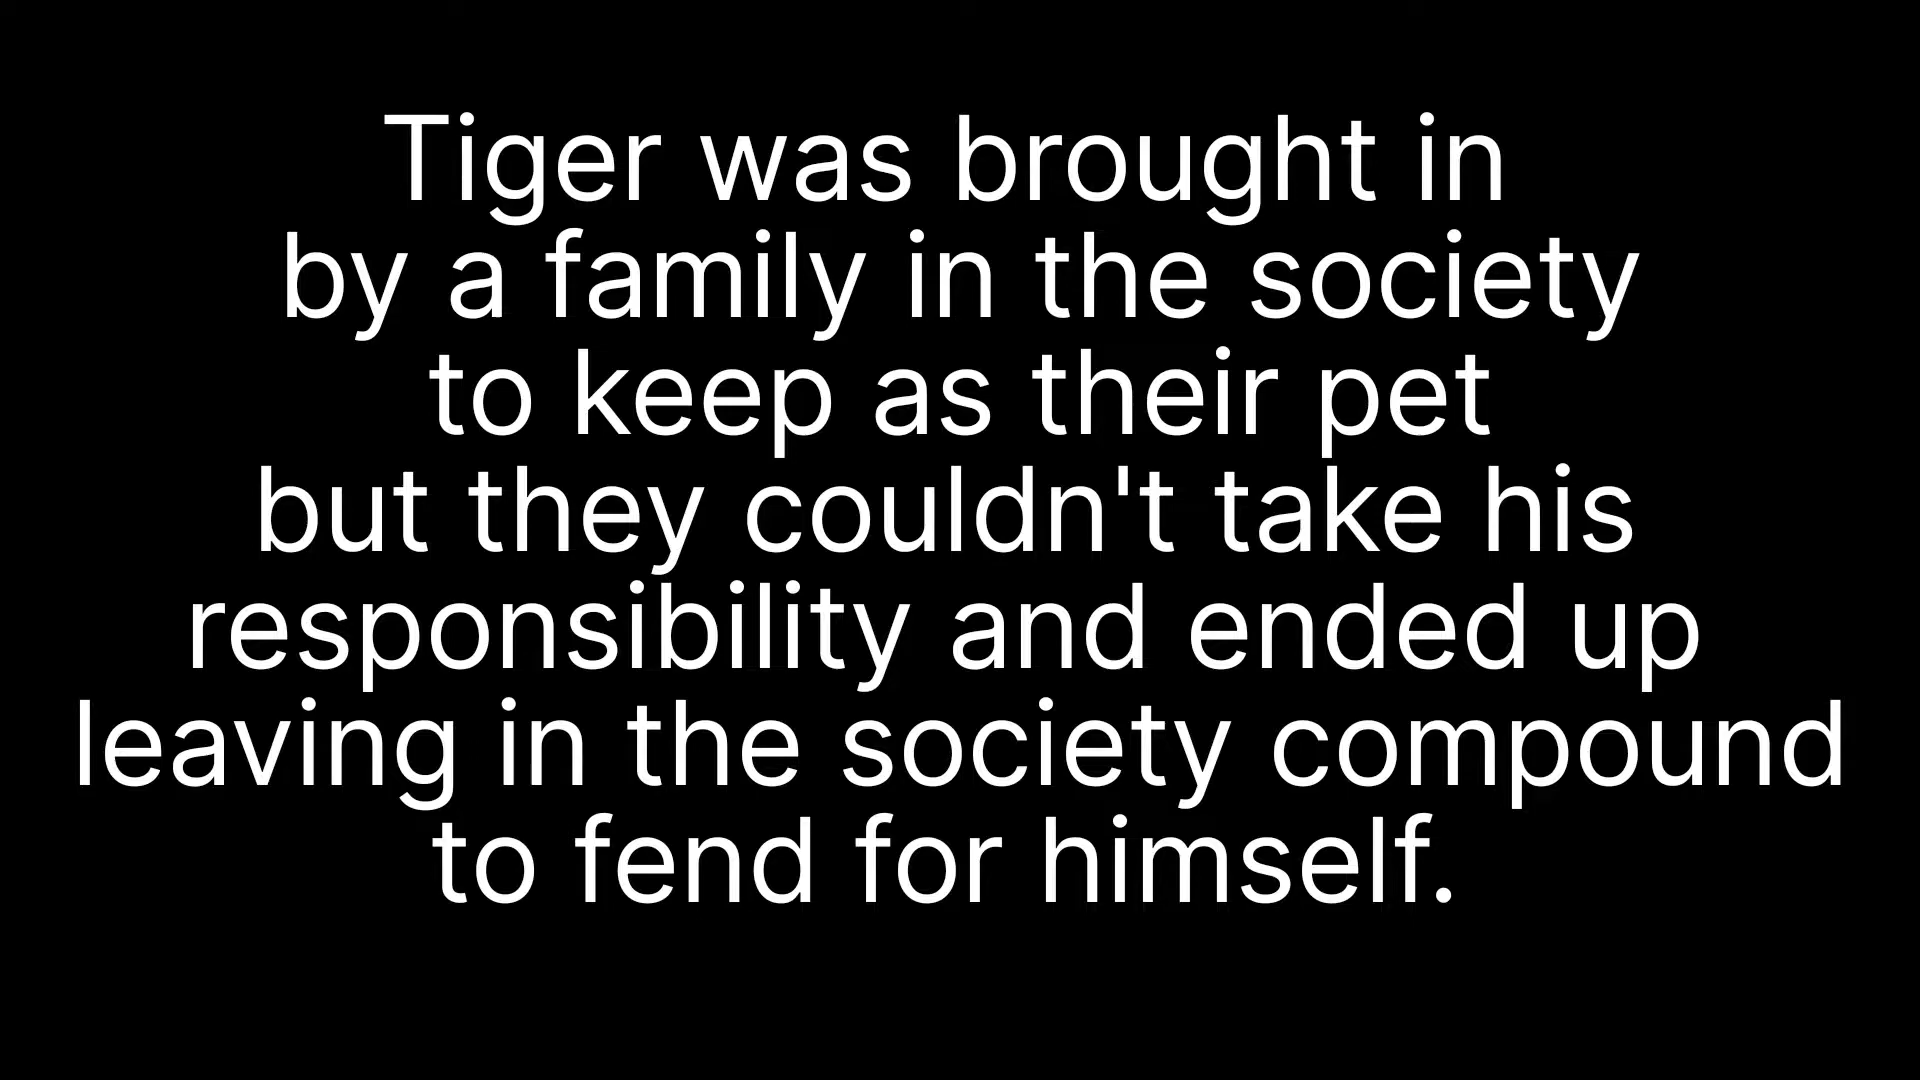 Tiger was brought in
by a family in the society
to keep as their pet
but they couldn't take his
responsibility and ended up
leaving in the society compound
to fend for himself.